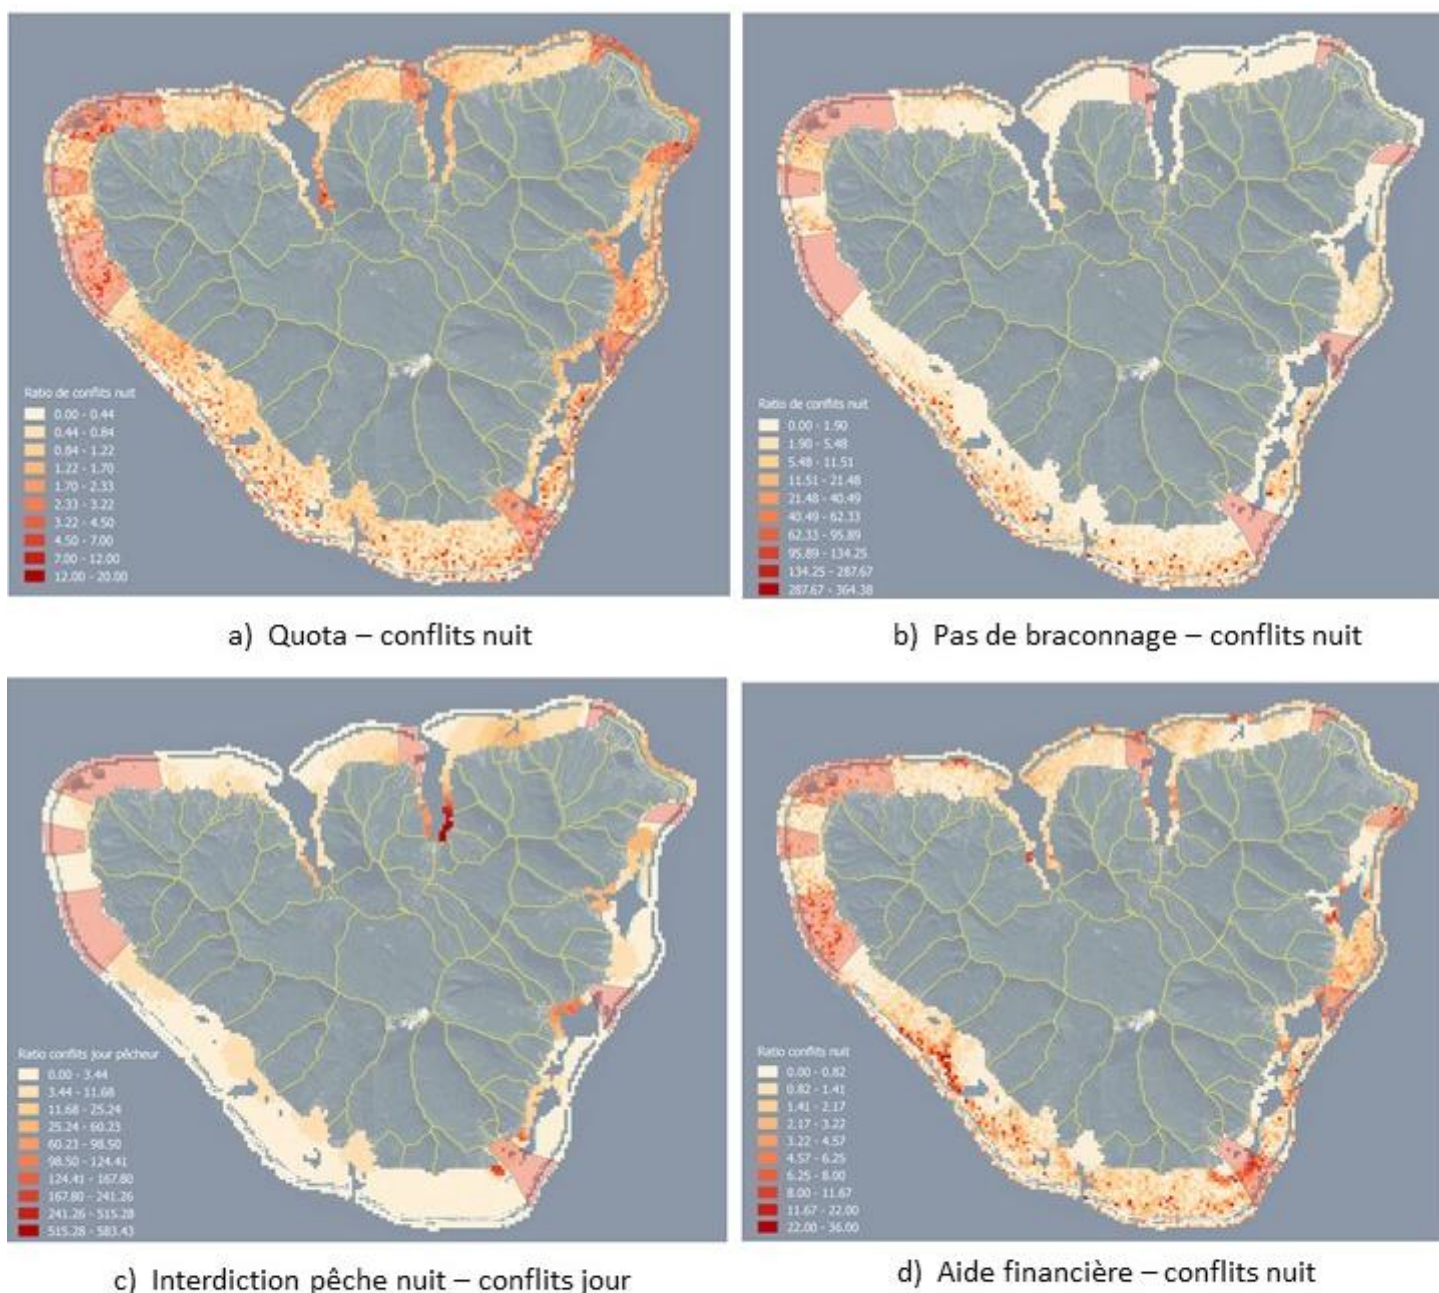 Ratio de conflits nuit
0.00 - 0.44
0.44 - 0.84
0.84 - 1.22
1.22 - 1.70
1.70 - 2.33
2.33 - 3.22
3.22 - 4.50
4.50 - 7.00
7.00 - 12.00
12.00 - 20.00
a) Quota – conflits nuit
Ratio de conflits nuit
0.00 - 1.90
1.90 - 5.48
5.48 - 11.51
11.51 - 21.48
21.48 - 40.49
40.49 - 62.33
62.33 - 95.89
95.89 - 134.25
134.25 - 287.67
287.67 - 364.38
b) Pas de braconnage – conflits nuit
Ratio conflits jour pêcheur
0.00 - 3.44
3.44 - 11.68
11.68 - 25.24
25.24 - 60.23
60.23 - 98.50
98.50 - 124.41
124.41 - 167.80
167.80 - 241.26
241.26 - 515.28
515.28 - 583.43
c) Interdiction pêche nuit – conflits jour
Ratio conflits nuit
0.00 - 0.82
0.82 - 1.41
1.41 - 2.17
2.17 - 3.22
3.22 - 4.57
4.57 - 6.25
6.25 - 8.00
8.00 - 11.67
11.67 - 22.00
22.00 - 36.00
d) Aide financière – conflits nuit